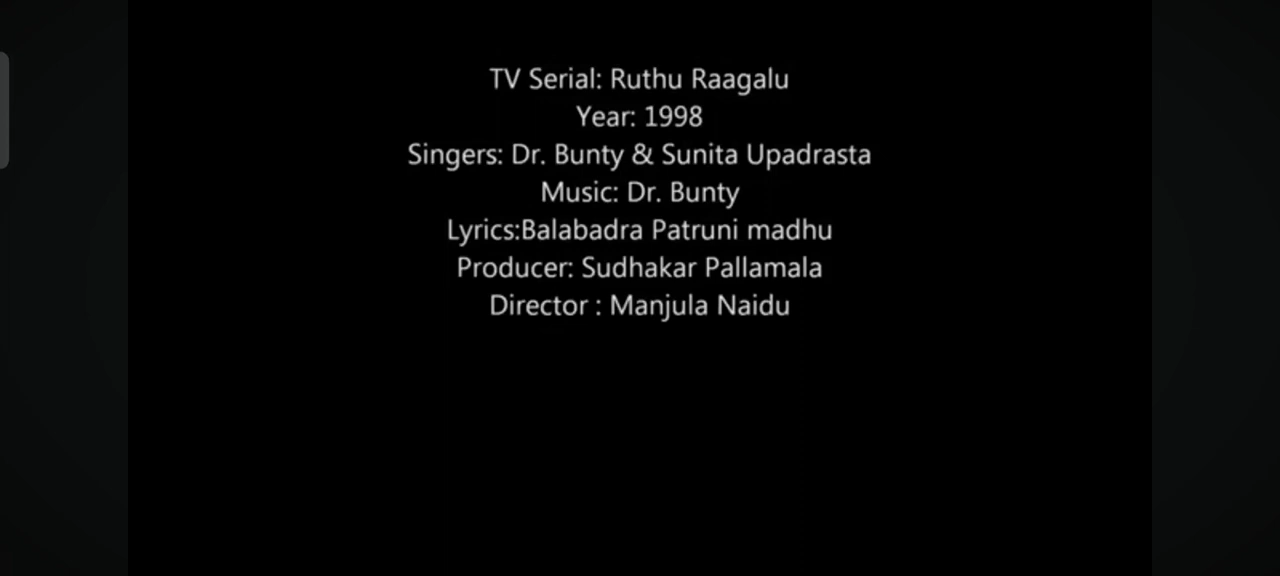 TV Serial: Ruthu Raagalu
Year: 1998
Singers: Dr. Bunty & Sunita Upadrasta
Music: Dr. Bunty
Lyrics:Balabadra Patruni madhu
Producer: Sudhakar Pallamala
Director : Manjula Naidu